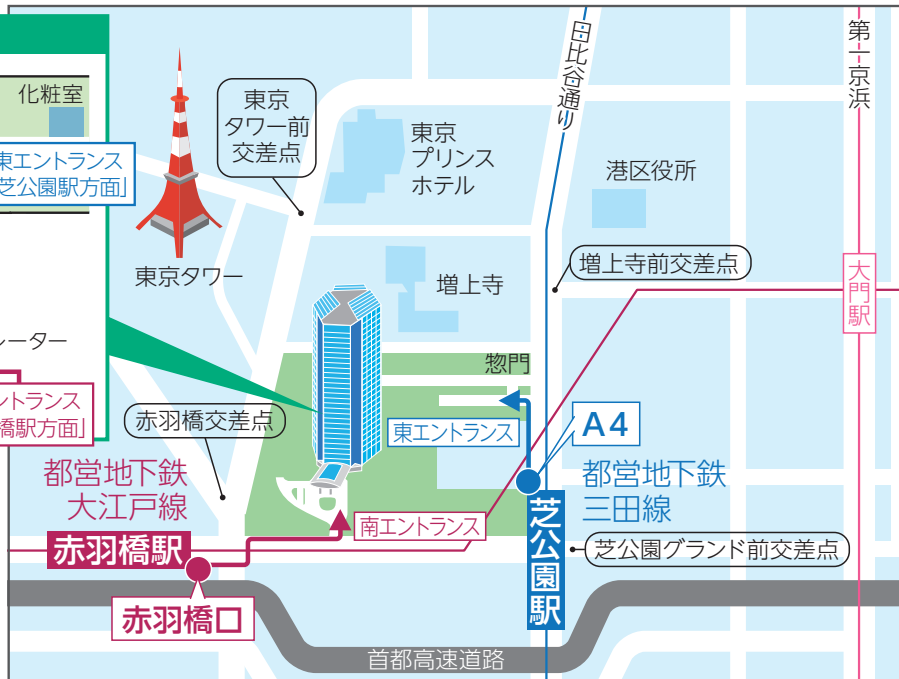 化粧室
東エントランス
芝公園駅方面」
レーター
ントランス
橋駅方面」
東京タワー
東京
タワー前
交差点
東京
プリンス
ホテル
日比谷通り
港区役所
第一京浜
増上寺
増上寺前交差点
大門駅
惣門
赤羽橋交差点
東エントランス
A4
都営地下鉄
大江戸線
赤羽橋駅
赤羽橋口
南エントランス
都営地下鉄
三田線
芝公園駅
芝公園グランド前交差点
首都高速道路